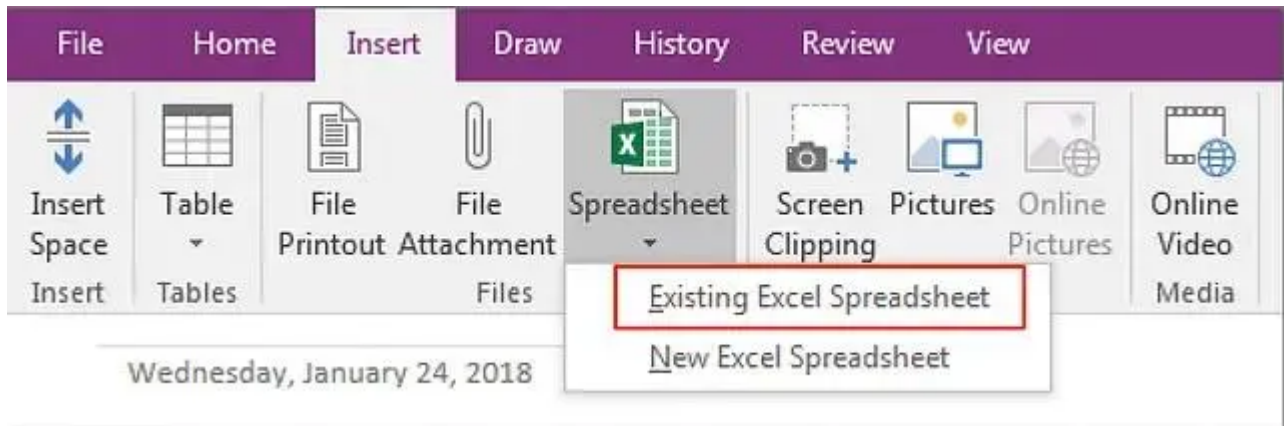 File Home Insert Draw History Review View
Insert Table File File Spreadsheet Screen Pictures Online Online
Space Printout Attachment Clipping Pictures Video
Insert Tables Files Media
Existing Excel Spreadsheet
New Excel Spreadsheet
Wednesday, January 24, 2018